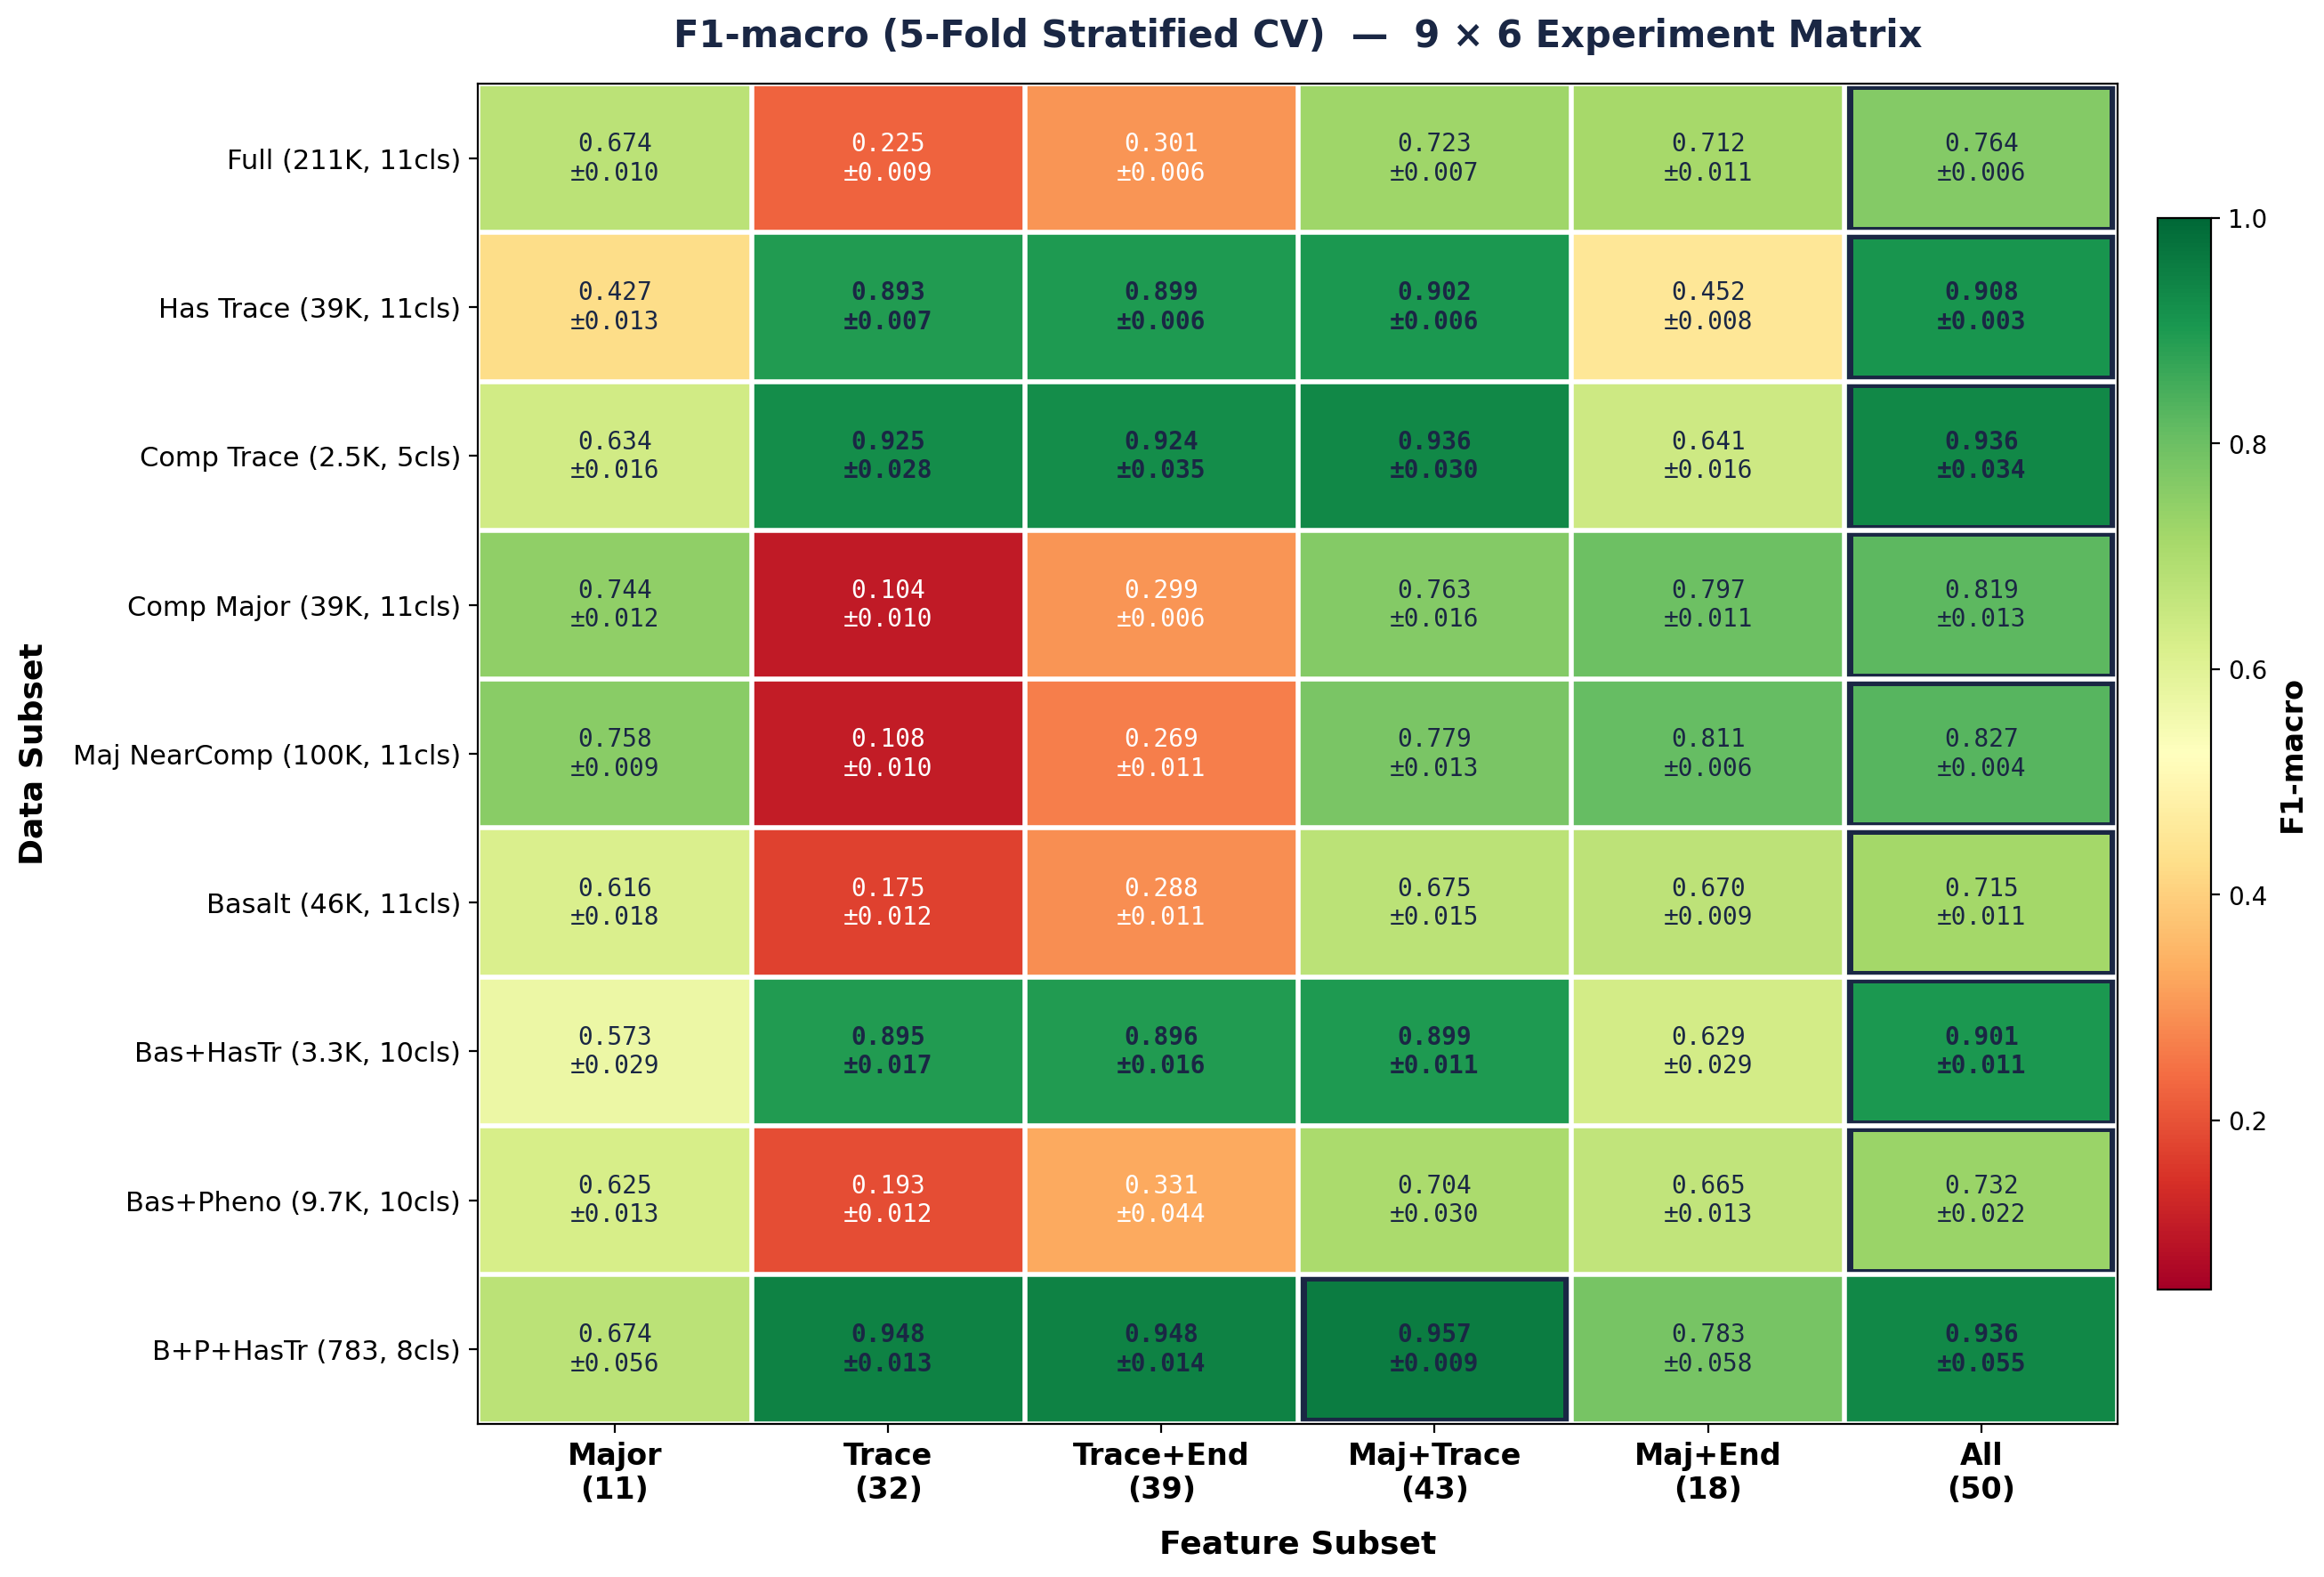 F1-macro (5-Fold Stratified CV) — 9 × 6 Experiment Matrix
Data Subset
Full (211K, 11cls)
0.674 0.225 0.301 0.723 0.712 0.764
±0.010 ±0.009 ±0.006 ±0.007 ±0.011 ±0.006
Has Trace (39K, 11cls)
0.427 0.893 0.899 0.902 0.452 0.908
±0.013 ±0.007 ±0.006 ±0.006 ±0.008 ±0.003
Comp Trace (2.5K, 5cls)
0.634 0.925 0.924 0.936 0.641 0.936
±0.016 ±0.028 ±0.035 ±0.030 ±0.016 ±0.034
Comp Major (39K, 11cls)
0.744 0.104 0.299 0.763 0.797 0.819
±0.012 ±0.010 ±0.006 ±0.016 ±0.011 ±0.013
Maj NearComp (100K, 11cls)
0.758 0.108 0.269 0.779 0.811 0.827
±0.009 ±0.010 ±0.011 ±0.013 ±0.006 ±0.004
Basalt (46K, 11cls)
0.616 0.175 0.288 0.675 0.670 0.715
±0.018 ±0.012 ±0.011 ±0.015 ±0.009 ±0.011
Bas+HasTr (3.3K, 10cls)
0.573 0.895 0.896 0.899 0.629 0.901
±0.029 ±0.017 ±0.016 ±0.011 ±0.029 ±0.011
Bas+Pheno (9.7K, 10cls)
0.625 0.193 0.331 0.704 0.665 0.732
±0.013 ±0.012 ±0.044 ±0.030 ±0.013 ±0.022
B+P+HasTr (783, 8cls)
0.674 0.948 0.948 0.957 0.783 0.936
±0.056 ±0.013 ±0.014 ±0.009 ±0.058 ±0.055
Major Trace Trace+End Maj+Trace Maj+End All
(11) (32) (39) (43) (18) (50)
Feature Subset
1.0
0.8
0.6
0.4
0.2
F1-macro